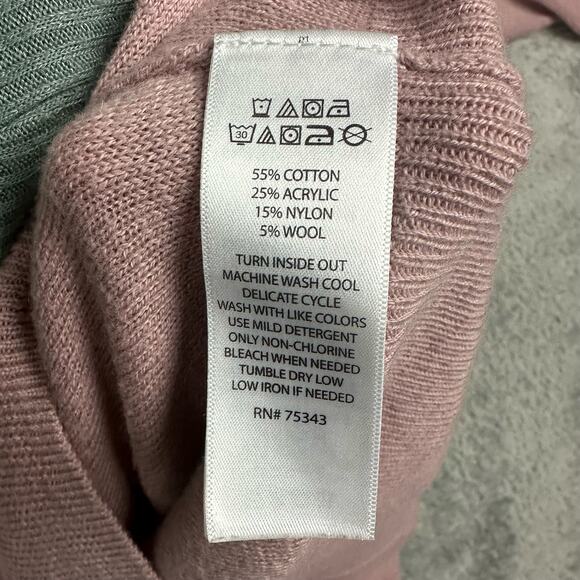 30
55% COTTON
25% ACRYLIC
15% NYLON
5% WOOL
TURN INSIDE OUT
MACHINE WASH COOL
DELICATE CYCLE
WASH WITH LIKE COLORS
USE MILD DETERGENT
ONLY NON-CHLORINE
BLEACH WHEN NEEDED
TUMBLE DRY LOW
LOW IRON IF NEEDED
RN# 75343